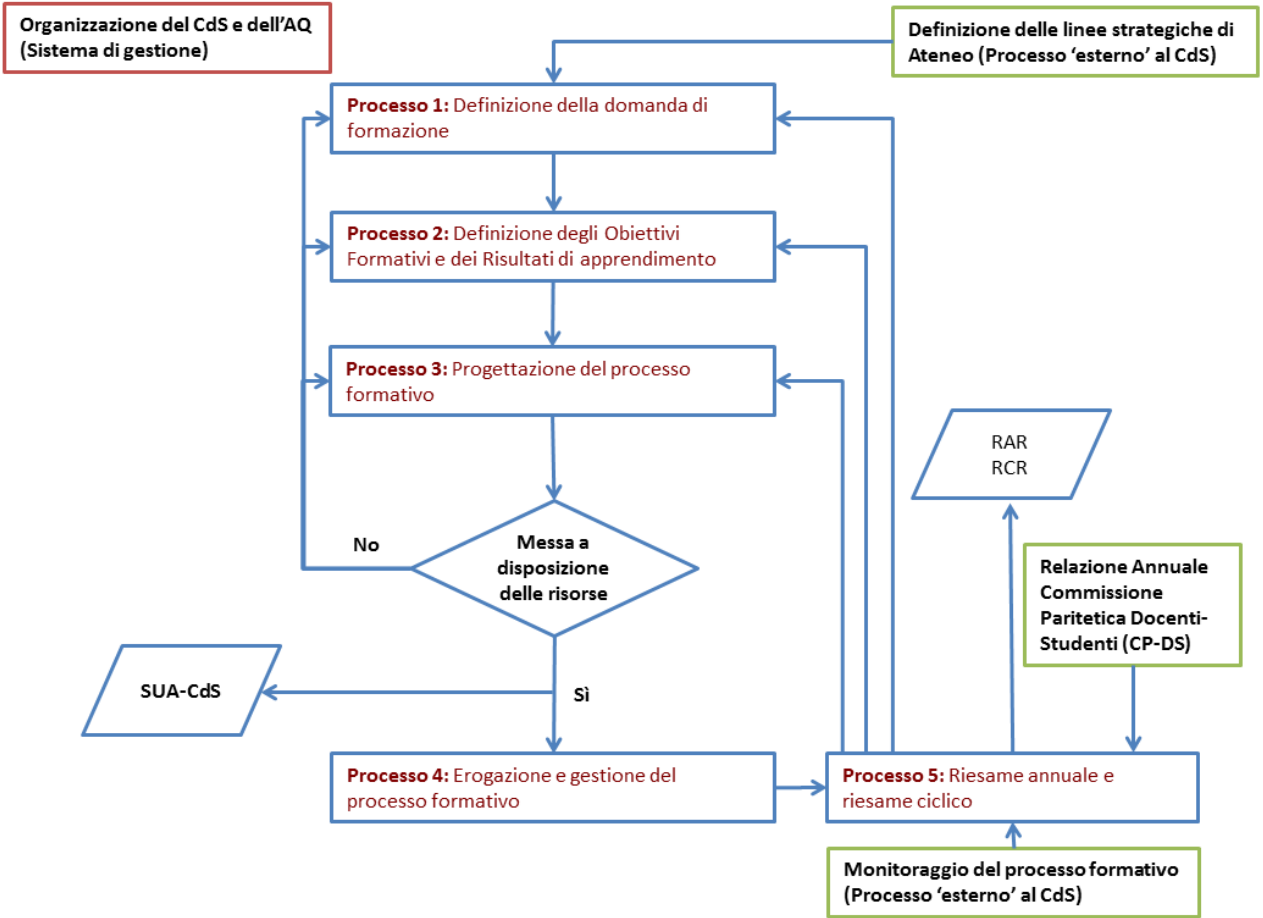 Organizzazione del CdS e dell'AQ
(Sistema di gestione)
Definizione delle linee strategiche di
Ateneo (Processo 'esterno' al CdS)
Processo 1: Definizione della domanda di
formazione
Processo 2: Definizione degli Obiettivi
Formativi e dei Risultati di apprendimento
Processo 3: Progettazione del processo
formativo
RAR
RCR
No
Messa a
disposizione
delle risorse
Relazione Annuale
Commissione
Paritetica Docenti-
Studenti (CP-DS)
SUA-CdS
Sì
Processo 4: Erogazione e gestione del
processo formativo
Processo 5: Riesame annuale e
riesame ciclico
Monitoraggio del processo formativo
(Processo 'esterno' al CdS)